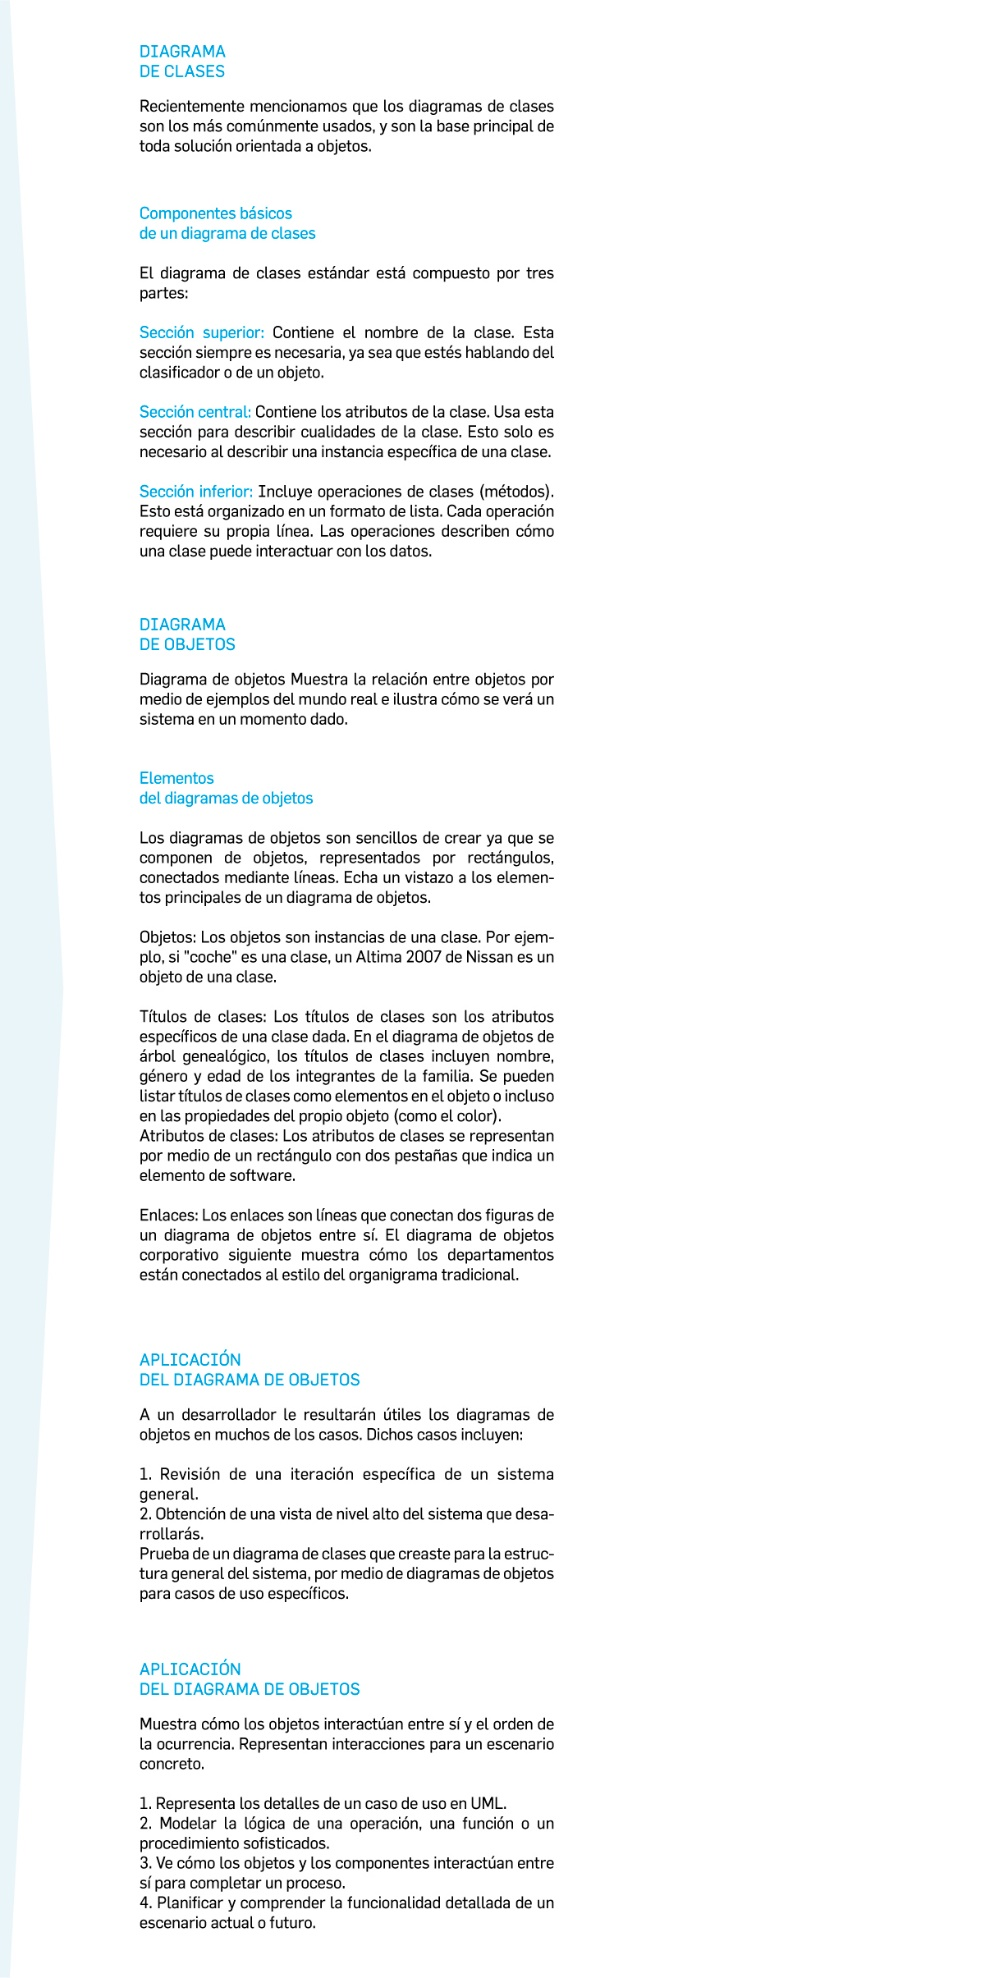 DIAGRAMA
DE CLASES
Recientemente mencionamos que los diagramas de clases
son los más comúnmente usados, y son la base principal de
toda solución orientada a objetos.
Componentes básicos
de un diagrama de clases
El diagrama de clases estándar está compuesto por tres
partes:
Sección superior: Contiene el nombre de la clase. Esta
sección siempre es necesaria, ya sea que estés hablando del
clasificador o de un objeto.
Sección central: Contiene los atributos de la clase. Usa esta
sección para describir cualidades de la clase. Esto solo es
necesario al describir una instancia específica de una clase.
Sección inferior: Incluye operaciones de clases (métodos).
Esto está organizado en un formato de lista. Cada operación
requiere su propia línea. Las operaciones describen cómo
una clase puede interactuar con los datos.
DIAGRAMA
DE OBJETOS
Diagrama de objetos Muestra la relación entre objetos por
medio de ejemplos del mundo real e ilustra cómo se verá un
sistema en un momento dado.
Elementos
del diagramas de objetos
Los diagramas de objetos son sencillos de crear ya que se
componen de objetos, representados por rectángulos,
conectados mediante líneas. Echa un vistazo a los elemen-
tos principales de un diagrama de objetos.
Objetos: Los objetos son instancias de una clase. Por ejem-
plo, si "coche" es una clase, un Altima 2007 de Nissan es un
objeto de una clase.
Títulos de clases: Los títulos de clases son los atributos
específicos de una clase dada. En el diagrama de objetos de
árbol genealógico, los títulos de clases incluyen nombre,
género y edad de los integrantes de la familia. Se pueden
listar títulos de clases como elementos en el objeto o incluso
en las propiedades del propio objeto (como el color).
Atributos de clases: Los atributos de clases se representan
por medio de un rectángulo con dos pestañas que indica un
elemento de software.
Enlaces: Los enlaces son líneas que conectan dos figuras de
un diagrama de objetos entre sí. El diagrama de objetos
corporativo siguiente muestra cómo los departamentos
están conectados al estilo del organigrama tradicional.
APLICACIÓN
DEL DIAGRAMA DE OBJETOS
A un desarrollador le resultarán útiles los diagramas de
objetos en muchos de los casos. Dichos casos incluyen:
1. Revisión de una iteración específica de un sistema
general.
2. Obtención de una vista de nivel alto del sistema que desa-
rrollarás.
Prueba de un diagrama de clases que creaste para la estruc-
tura general del sistema, por medio de diagramas de objetos
para casos de uso específicos.
APLICACIÓN
DEL DIAGRAMA DE OBJETOS
Muestra cómo los objetos interactúan entre sí y el orden de
la ocurrencia. Representan interacciones para un escenario
concreto.
1. Representa los detalles de un caso de uso en UML.
2. Modelar la lógica de una operación, una función o un
procedimiento sofisticados.
3. Ve cómo los objetos y los componentes interactúan entre
sí para completar un proceso.
4. Planificar y comprender la funcionalidad detallada de un
escenario actual o futuro.